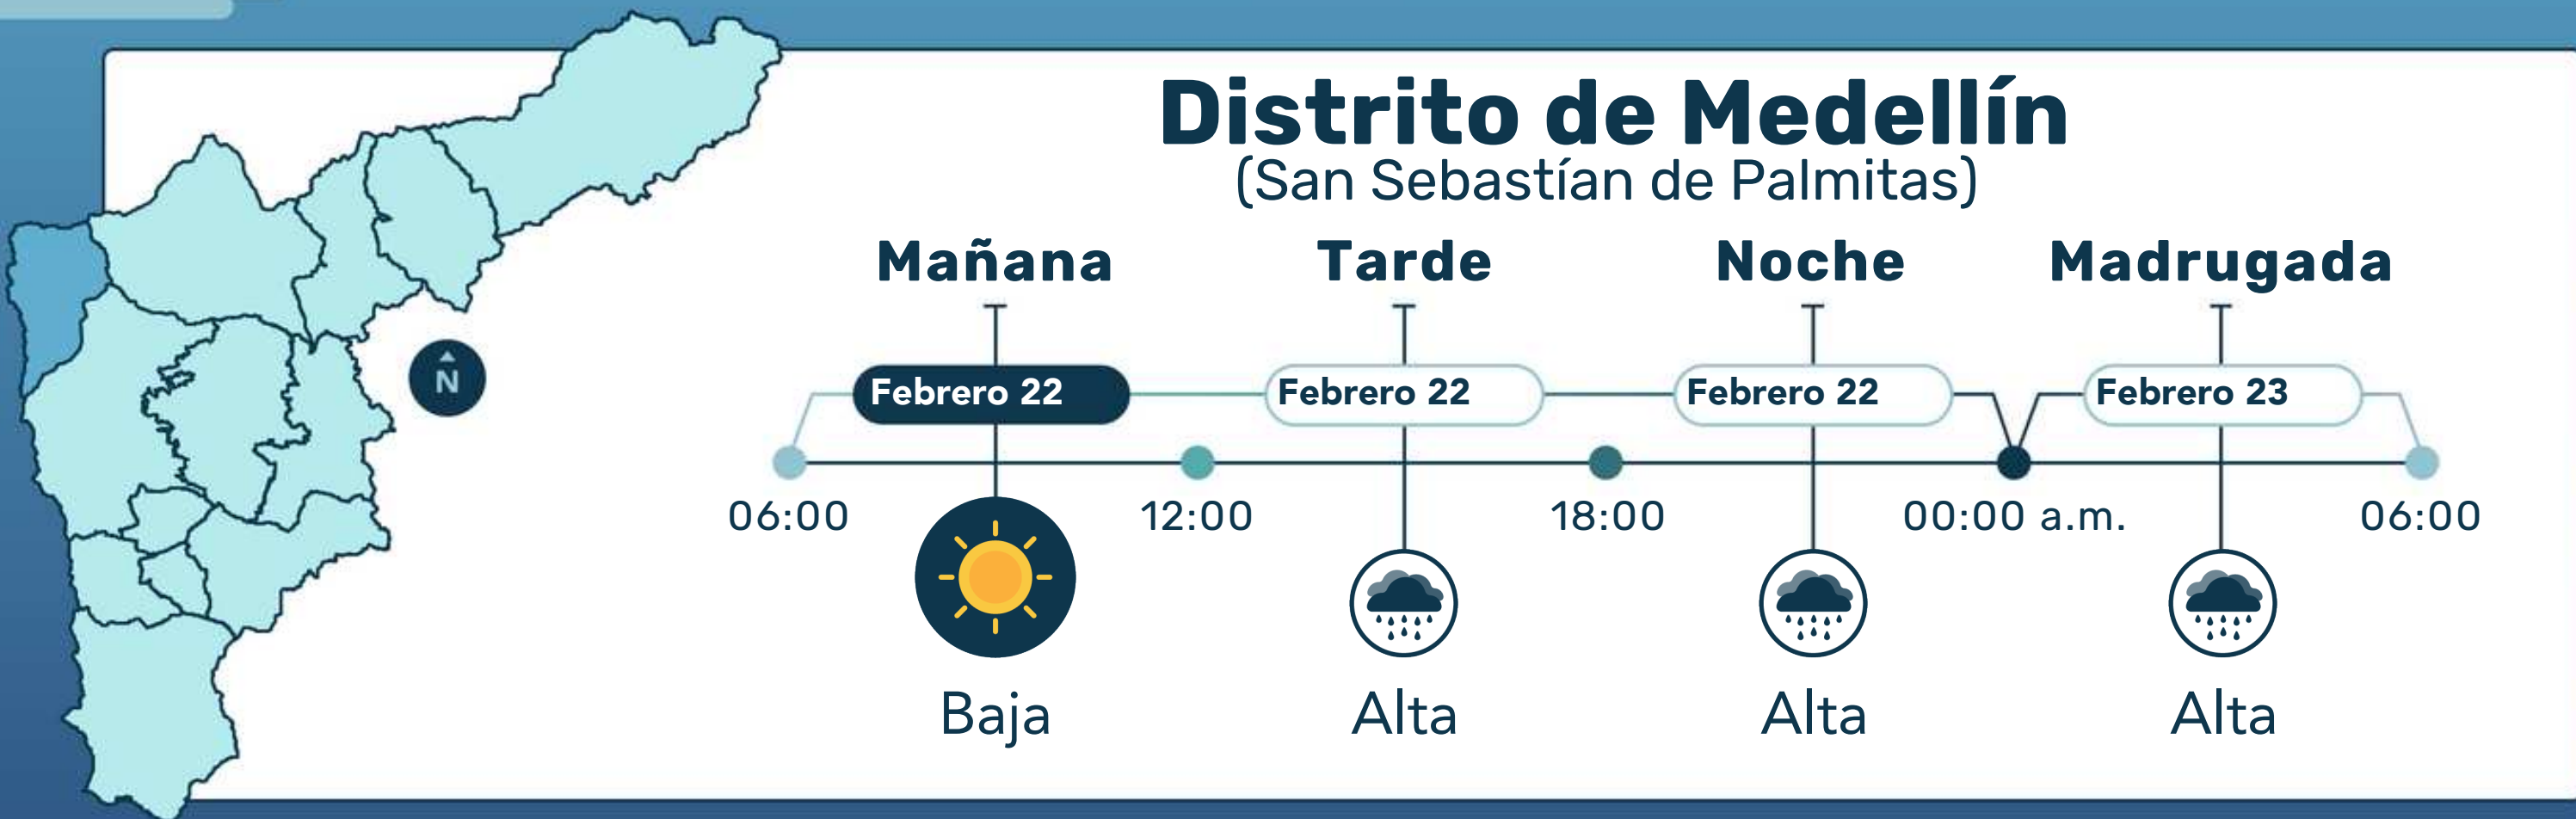 Distrito de Medellín
(San Sebastían de Palmitas)
Mañana Tarde Noche Madrugada
Febrero 22 Febrero 22 Febrero 22 Febrero 23
N
06:00 12:00 18:00 00:00 a.m. 06:00
Baja Alta Alta Alta